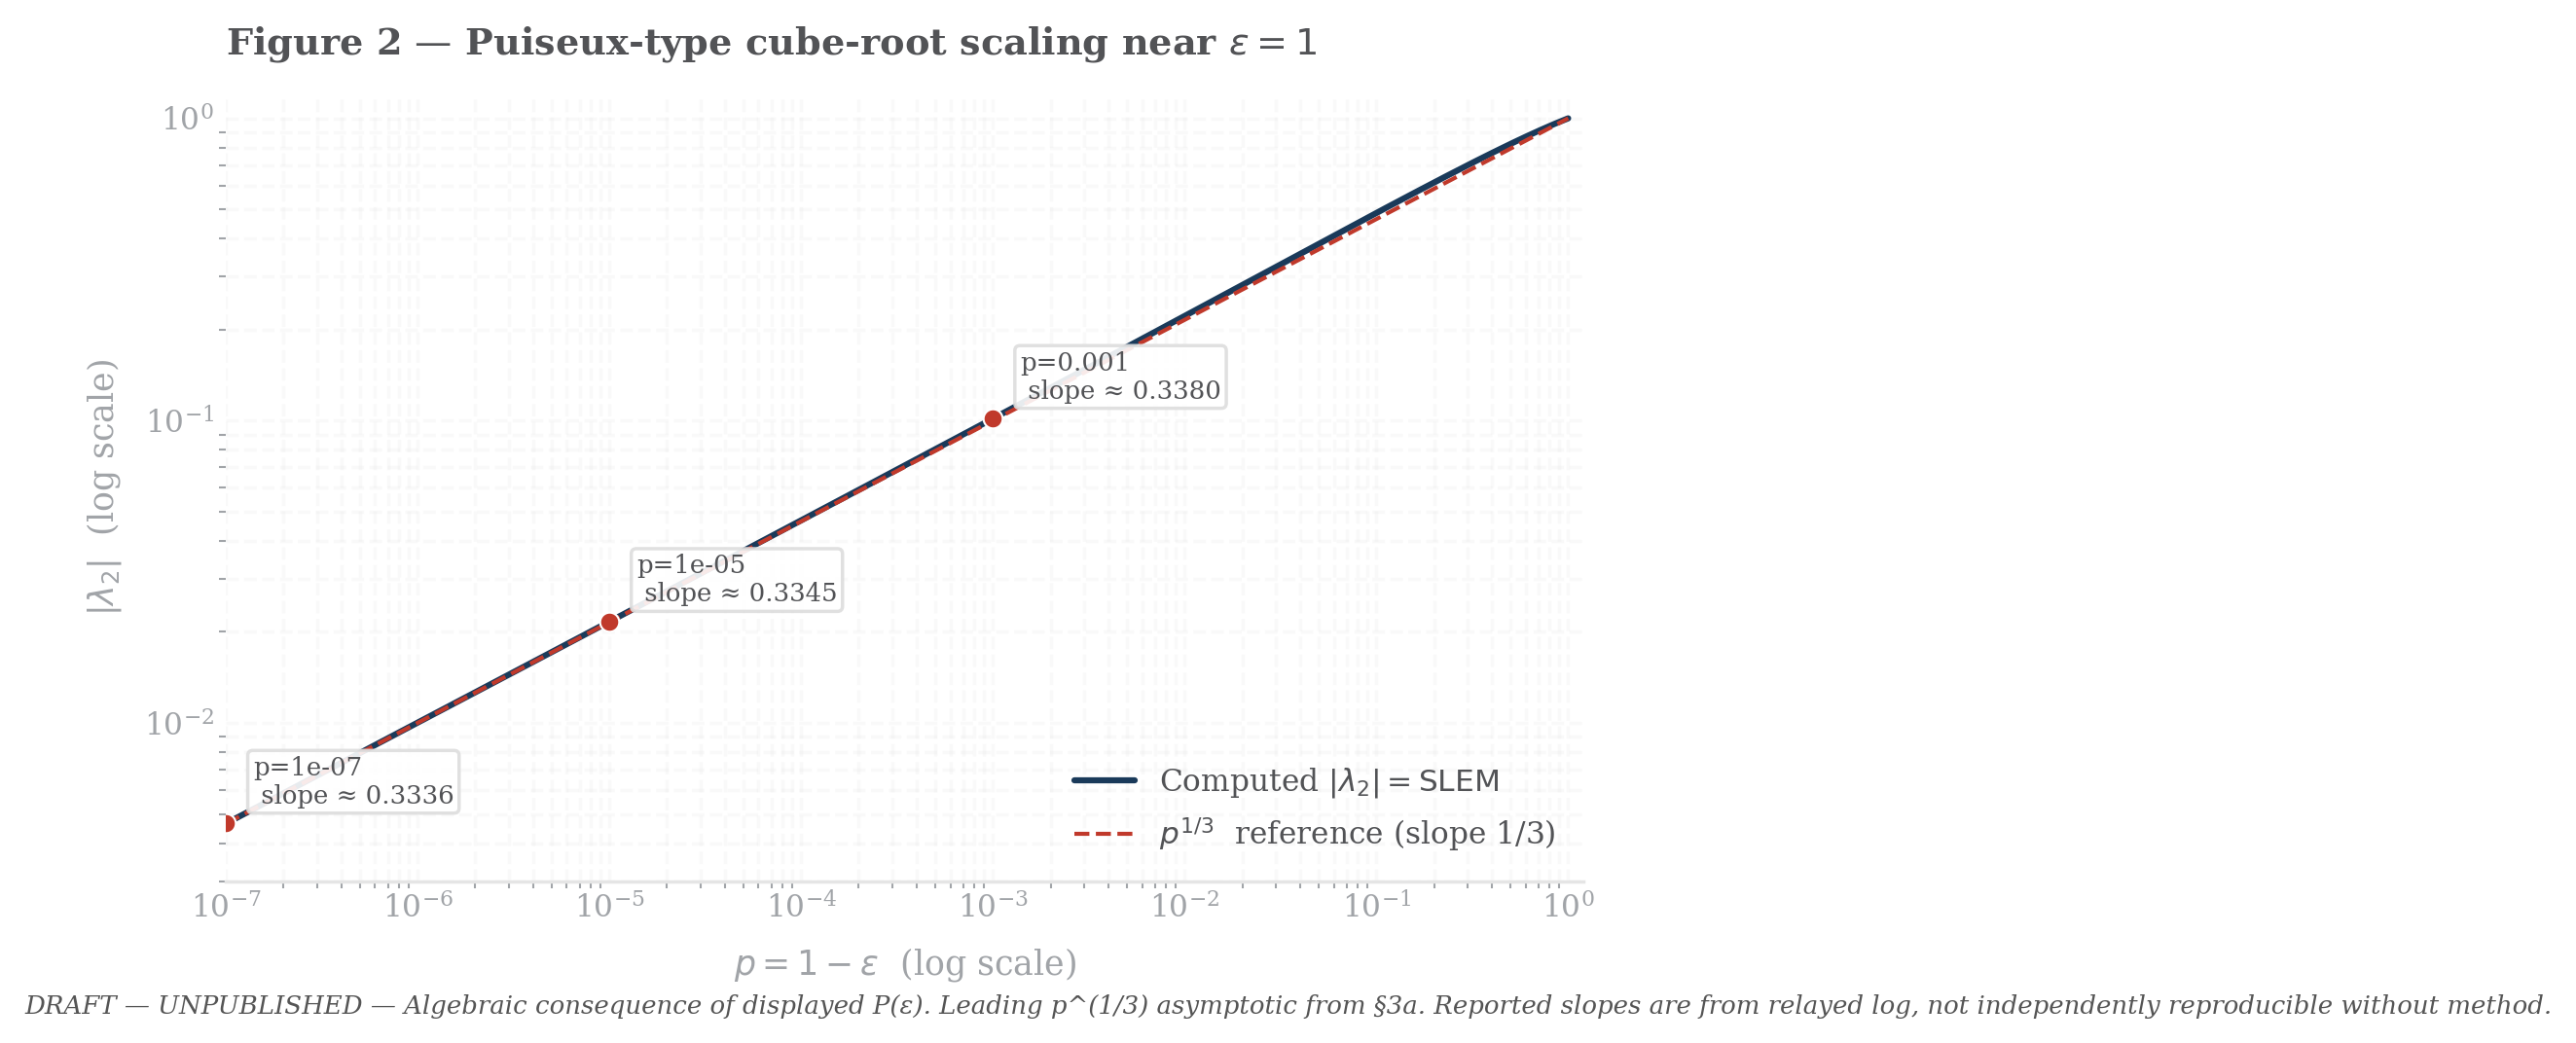 Figure 2 — Puiseux-type cube-root scaling near ε = 1
10⁰
10⁻¹
10⁻²
|λ₂| (log scale)
p=0.001
slope ≈ 0.3380
p=1e-05
slope ≈ 0.3345
p=1e-07
slope ≈ 0.3336
Computed |λ₂| = SLEM
p^{1/3} reference (slope 1/3)
10⁻⁷ 10⁻⁶ 10⁻⁵ 10⁻⁴ 10⁻³ 10⁻² 10⁻¹ 10⁰
p = 1 − ε (log scale)
DRAFT — UNPUBLISHED — Algebraic consequence of displayed P(ε). Leading p^(1/3) asymptotic from §3a. Reported slopes are from relayed log, not independently reproducible without method.